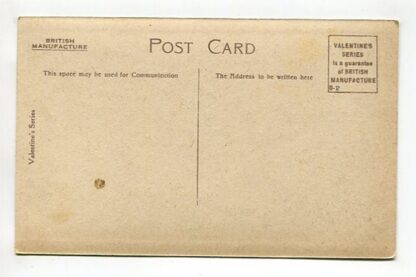 BRITISH
MANUFACTURE
POST CARD
VALENTINE'S
SERIES
is a guarantee
of BRITISH
MANUFACTURE
B-2
This space may be used for Communication
The Address to be written here
Valentine's Series